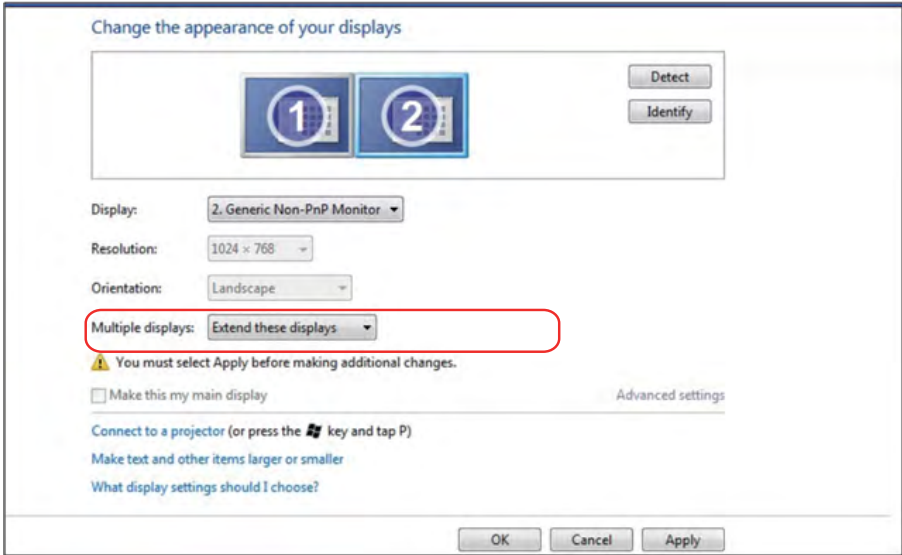 Change the appearance of your displays
1 2
Detect
Identify
Display: 2. Generic Non-PnP Monitor
Resolution: 1024 × 768
Orientation: Landscape
Multiple displays: Extend these displays
You must select Apply before making additional changes.
Make this my main display Advanced settings
Connect to a projector (or press the key and tap P)
Make text and other items larger or smaller
What display settings should I choose?
OK Cancel Apply